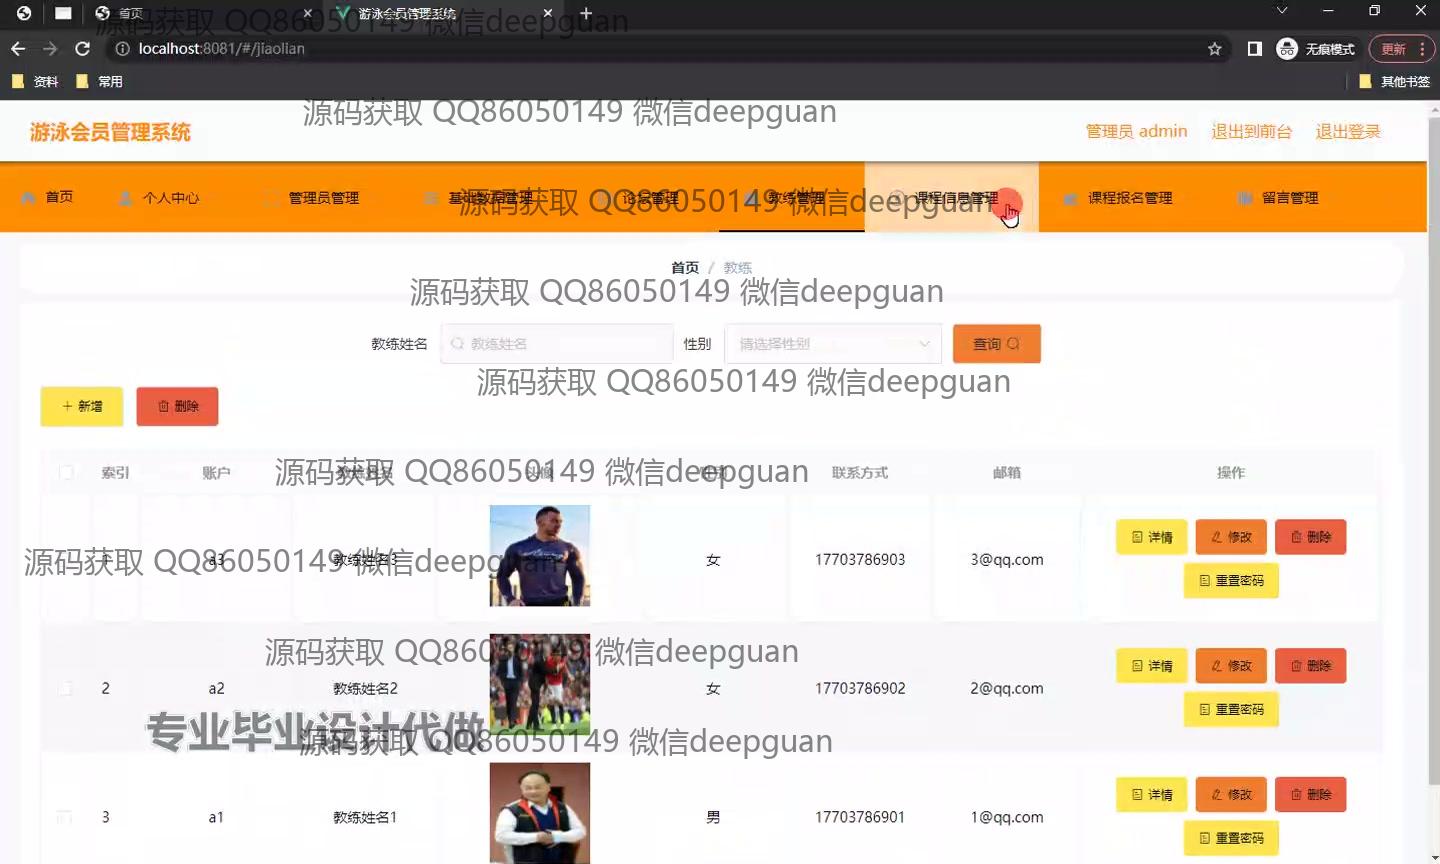 首页
游泳会员管理系统
源码获取 QQ86050149 微信deepguan
localhost:8081/#/jiaolian
无痕模式
更新
资料
常用
其他书签
源码获取 QQ86050149 微信deepguan
游泳会员管理系统
管理员 admin
退出到前台
退出登录
首页
个人中心
管理员管理
基础数据管理
论坛管理
教练管理
课程信息管理
课程报名管理
留言管理
源码获取 QQ86050149 微信deepguan
首页 / 教练
源码获取 QQ86050149 微信deepguan
教练姓名
教练姓名
性别
请选择性别
查询
源码获取 QQ86050149 微信deepguan
新增
删除
索引
账户
教练姓名
头像
性别
联系方式
邮箱
操作
源码获取 QQ86050149 微信deepguan
1
a3
教练姓名3
女
17703786903
3@qq.com
详情
修改
删除
重置密码
源码获取 QQ86050149 微信deepguan
源码获取 QQ86050149 微信deepguan
2
a2
教练姓名2
女
17703786902
2@qq.com
详情
修改
删除
重置密码
专业毕业设计代做
源码获取 QQ86050149 微信deepguan
3
a1
教练姓名1
男
17703786901
1@qq.com
详情
修改
删除
重置密码